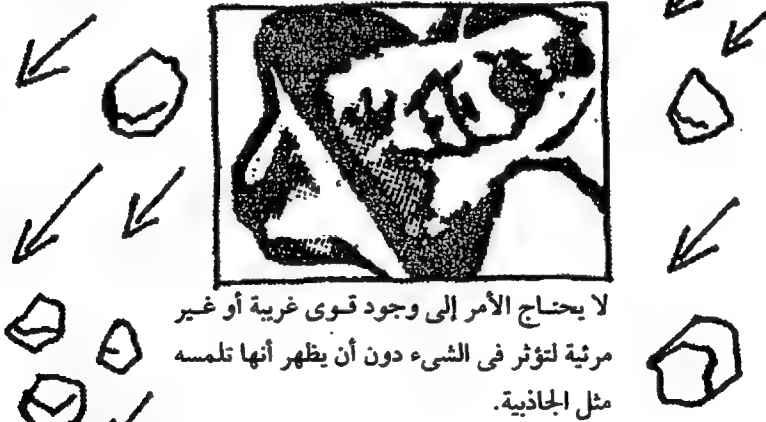 لا يحتاج الأمر إلى وجود قوى غريبة أو غير
مرئية لتؤثر فى الشىء دون أن يظهر أنها تلمسه
مثل الجاذبية.